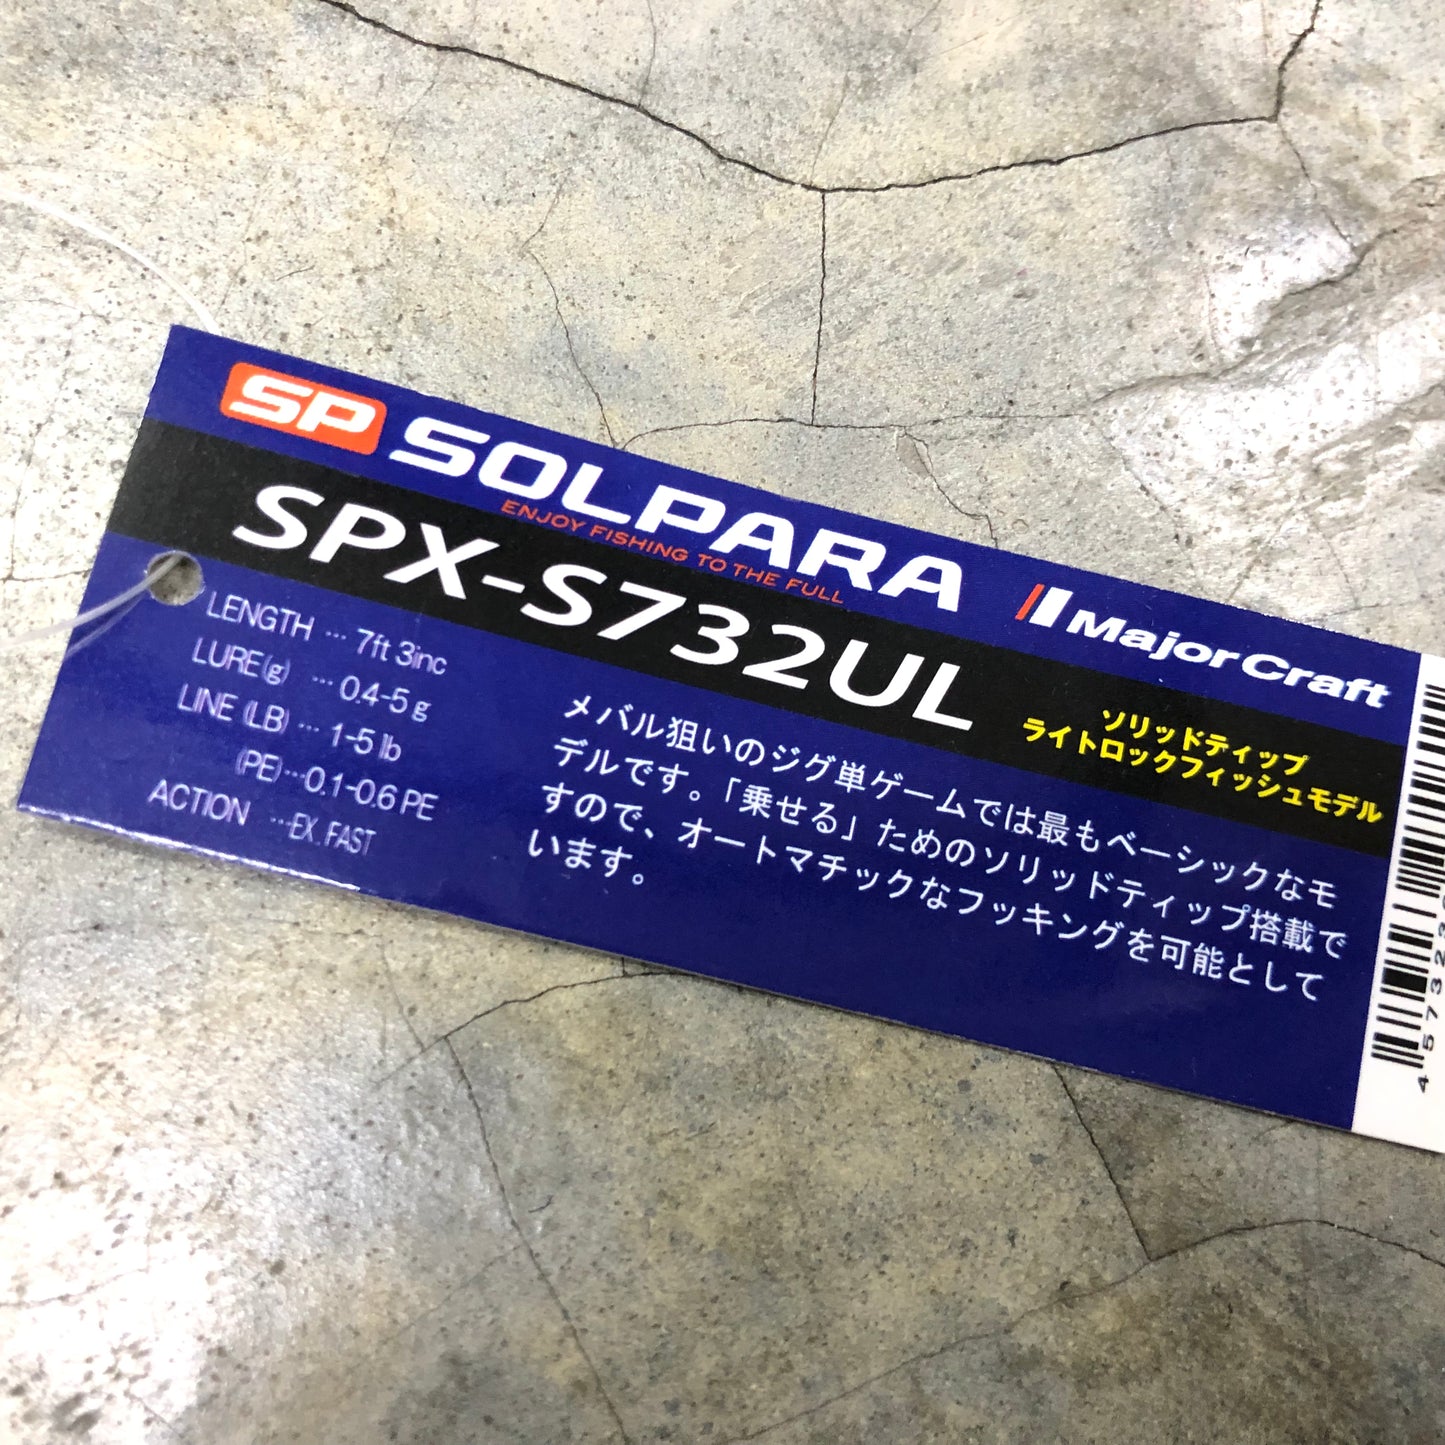 SP SOLPARA
ENJOY FISHING TO THE FULL
MajorCraft
SPX-S732UL
ソリッドティップ
ライトロックフィッシュモデル
LENGTH … 7ft 3inc
LURE(g) … 0.4-5 g
LINE (LB) … 1-5 lb
(PE)…0.1-0.6 PE
ACTION …EX. FAST
メバル狙いのジグ単ゲームでは最もベーシックなモ
デルです。「乗せる」ためのソリッドティップ搭載で
すので、オートマチックなフッキングを可能として
います。
4 573236